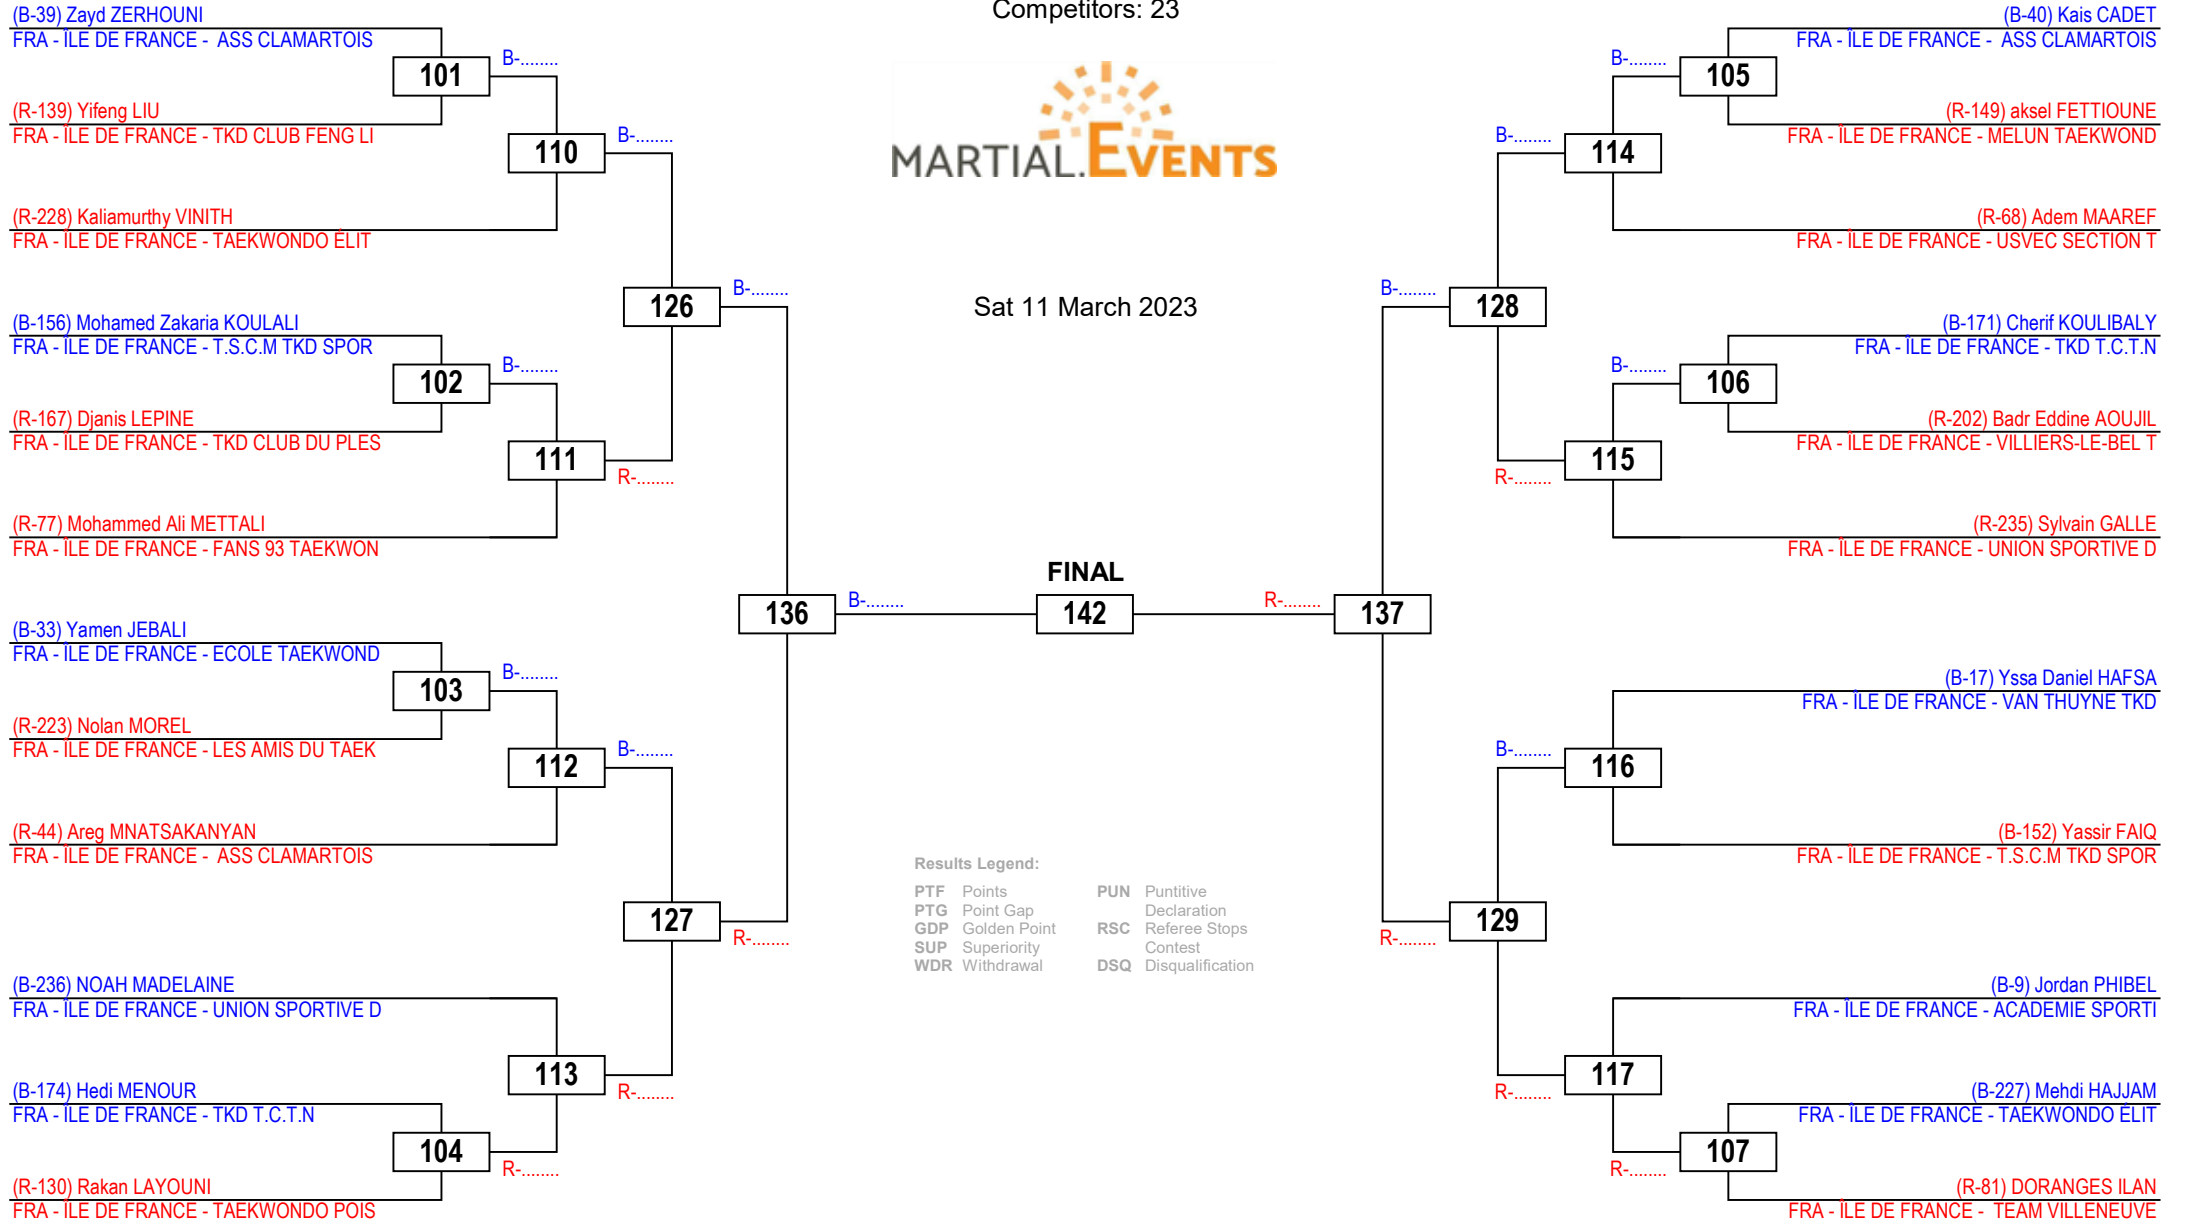 Competitors: 23
MARTIAL.EVENTS
Sat 11 March 2023
(B-39) Zayd ZERHOUNI
FRA - ÎLE DE FRANCE - ASS CLAMARTOIS
101
B-........
(R-139) Yifeng LIU
FRA - ÎLE DE FRANCE - TKD CLUB FENG LI
110
B-........
(R-228) Kaliamurthy VINITH
FRA - ÎLE DE FRANCE - TAEKWONDO ÉLIT
126
B-........
(B-156) Mohamed Zakaria KOULALI
FRA - ÎLE DE FRANCE - T.S.C.M TKD SPOR
102
B-........
(R-167) Djanis LEPINE
FRA - ÎLE DE FRANCE - TKD CLUB DU PLES
111
R-........
(R-77) Mohammed Ali METTALI
FRA - ÎLE DE FRANCE - FANS 93 TAEKWON
136
B-........
(B-33) Yamen JEBALI
FRA - ÎLE DE FRANCE - ECOLE TAEKWOND
103
B-........
(R-223) Nolan MOREL
FRA - ÎLE DE FRANCE - LES AMIS DU TAEK
112
B-........
(R-44) Areg MNATSAKANYAN
FRA - ÎLE DE FRANCE - ASS CLAMARTOIS
127
R-........
(B-236) NOAH MADELAINE
FRA - ÎLE DE FRANCE - UNION SPORTIVE D
113
R-........
(B-174) Hedi MENOUR
FRA - ÎLE DE FRANCE - TKD T.C.T.N
104
R-........
(R-130) Rakan LAYOUNI
FRA - ÎLE DE FRANCE - TAEKWONDO POIS
FINAL
142
Results Legend:
PTF Points
PTG Point Gap
GDP Golden Point
SUP Superiority
WDR Withdrawal
PUN Puntitive
Declaration
RSC Referee Stops
Contest
DSQ Disqualification
(B-40) Kais CADET
FRA - ÎLE DE FRANCE - ASS CLAMARTOIS
B-........
105
(R-149) aksel FETTIOUNE
FRA - ÎLE DE FRANCE - MELUN TAEKWOND
B-........
114
(R-68) Adem MAAREF
FRA - ÎLE DE FRANCE - USVEC SECTION T
B-........
128
(B-171) Cherif KOULIBALY
FRA - ÎLE DE FRANCE - TKD T.C.T.N
B-........
106
(R-202) Badr Eddine AOUJIL
FRA - ÎLE DE FRANCE - VILLIERS-LE-BEL T
115
R-........
(R-235) Sylvain GALLE
FRA - ÎLE DE FRANCE - UNION SPORTIVE D
R-........
137
(B-17) Yssa Daniel HAFSA
FRA - ÎLE DE FRANCE - VAN THUYNE TKD
B-........
116
(B-152) Yassir FAIQ
FRA - ÎLE DE FRANCE - T.S.C.M TKD SPOR
129
R-........
(B-9) Jordan PHIBEL
FRA - ÎLE DE FRANCE - ACADEMIE SPORTI
117
R-........
(B-227) Mehdi HAJJAM
FRA - ÎLE DE FRANCE - TAEKWONDO ÉLIT
107
R-........
(R-81) DORANGES ILAN
FRA - ÎLE DE FRANCE - TEAM VILLENEUVE